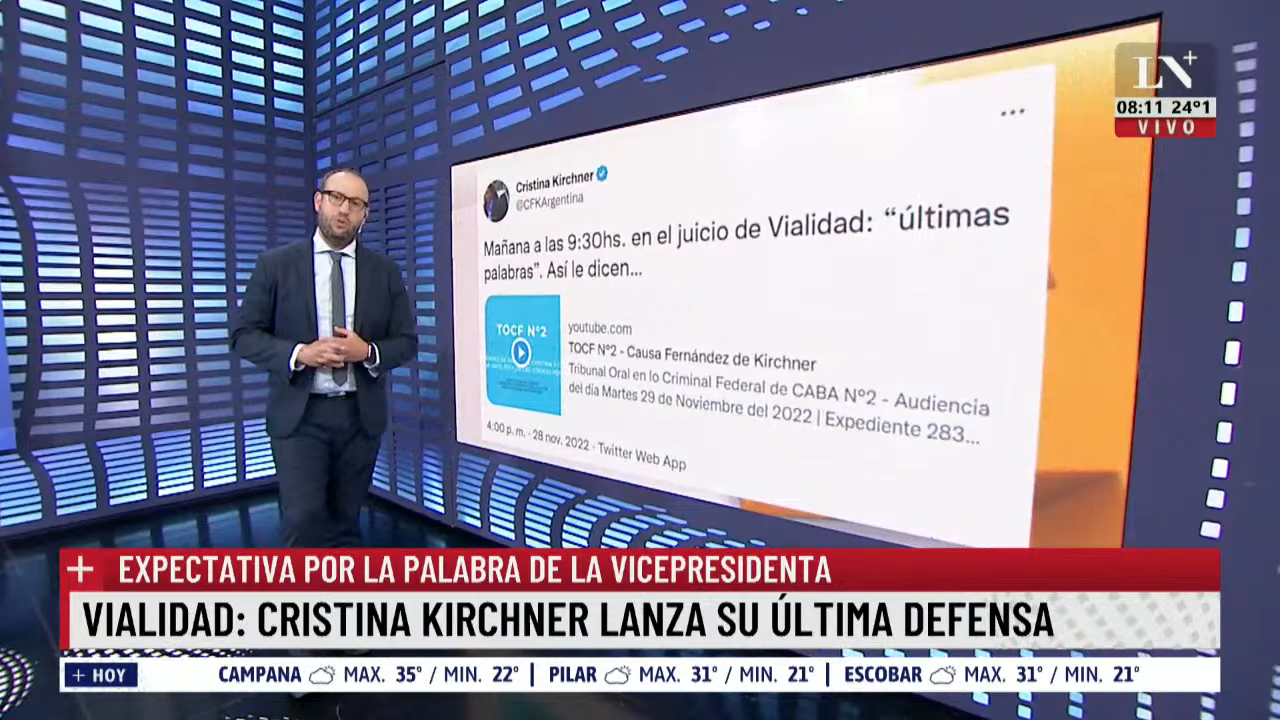 LN+
08:11 24°1
VIVO
Cristina Kirchner
@CFKArgentina
Mañana a las 9:30hs. en el juicio de Vialidad: “últimas
palabras”. Así le dicen...
TOCF Nº2
youtube.com
TOCF Nº2 - Causa Fernández de Kirchner
Tribunal Oral en lo Criminal Federal de CABA Nº2 - Audiencia
del día Martes 29 de Noviembre del 2022 | Expediente 283...
4:00 p. m. · 28 nov. 2022 · Twitter Web App
+ EXPECTATIVA POR LA PALABRA DE LA VICEPRESIDENTA
VIALIDAD: CRISTINA KIRCHNER LANZA SU ÚLTIMA DEFENSA
+ HOY CAMPANA MAX. 35° / MIN. 22° | PILAR MAX. 31° / MIN. 21° | ESCOBAR MAX. 31° / MIN. 21°